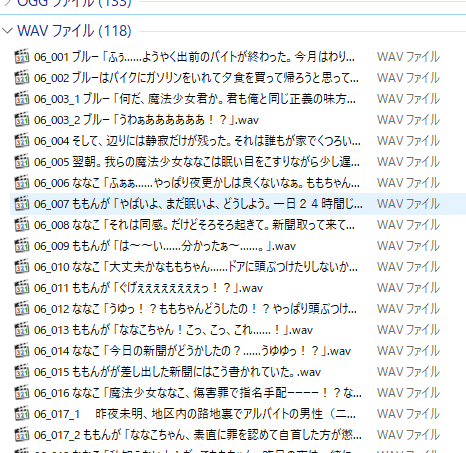 OGG ファイル (133)
WAV ファイル (118)
06_001 ブルー「ふぅ……ようやく出前のバイトが終わった。今月はわり... WAV ファイル
06_002 ブルーはバイクにガソリンをいれて夕食を買って帰ろうと思って... WAV ファイル
06_003_1 ブルー「何だ、魔法少女君か。君も俺と同じ正義の味方... WAV ファイル
06_003_2 ブルー「うわぁああああああ！？」.wav WAV ファイル
06_004 そして、辺りには静寂だけが残った。それは誰もが家でくつろい... WAV ファイル
06_005 翌朝。我らの魔法少女ななこは眠い目をこすりながら少し遅... WAV ファイル
06_006 ななこ「ふぁぁ……やっぱり夜更かしは良くないなぁ。ももちゃん... WAV ファイル
06_007 ももんが「やばいよ、まだ眠いよ、どうしよう。一日２４時間じ... WAV ファイル
06_008 ななこ「それは同感。だけどそろそろ起きて。新聞取って来て... WAV ファイル
06_009 ももんが「は～～い……分かったぁ～……。」.wav WAV ファイル
06_010 ななこ「大丈夫かなももちゃん……ドアに頭ぶつけたりしないか... WAV ファイル
06_011 ももんが「ぐげぇぇぇぇぇぇぇっ！？」.wav WAV ファイル
06_012 ななこ「うゆっ！？ももちゃんどうしたの！？やっぱり頭ぶつけ... WAV ファイル
06_013 ももんが「ななこちゃん！こっ、こっ、これ……！」.wav WAV ファイル
06_014 ななこ「今日の新聞がどうかしたの？……うゆゆっ！？」.wav WAV ファイル
06_015 ももんがが差し出した新聞にはこう書かれていた。.wav WAV ファイル
06_016 ななこ「魔法少女ななこ、傷害罪で指名手配ーーーー！？な... WAV ファイル
06_017_1　昨夜未明、地区内の路地裏でアルバイトの男性（二... WAV ファイル
06_017_2 ももんが「ななこちゃん、素直に罪を認めて自首した方が懲... WAV ファイル